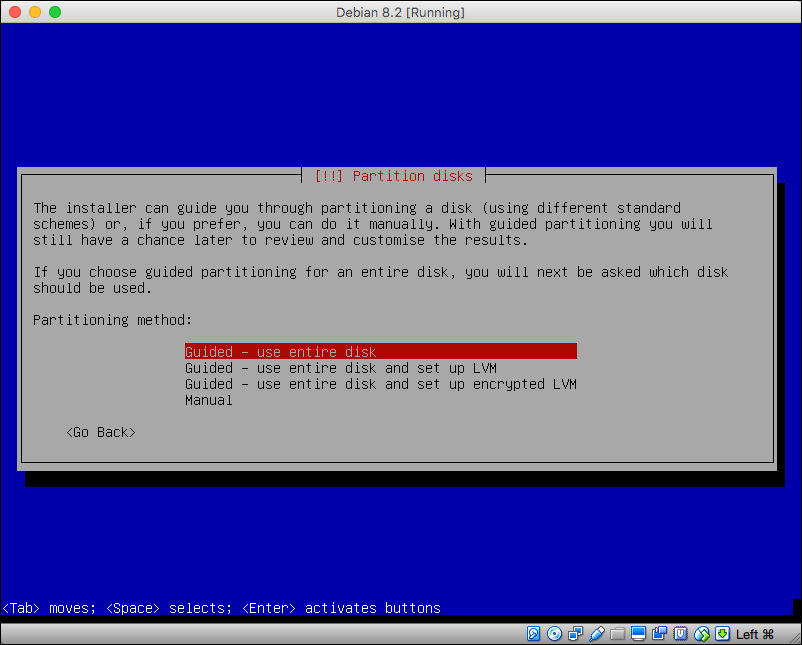 Debian 8.2 [Running]
[!!] Partition disks
The installer can guide you through partitioning a disk (using different standard
schemes) or, if you prefer, you can do it manually. With guided partitioning you will
still have a chance later to review and customise the results.
If you choose guided partitioning for an entire disk, you will next be asked which disk
should be used.
Partitioning method:
Guided - use entire disk
Guided - use entire disk and set up LVM
Guided - use entire disk and set up encrypted LVM
Manual
<Go Back>
<Tab> moves; <Space> selects; <Enter> activates buttons
Left ⌘